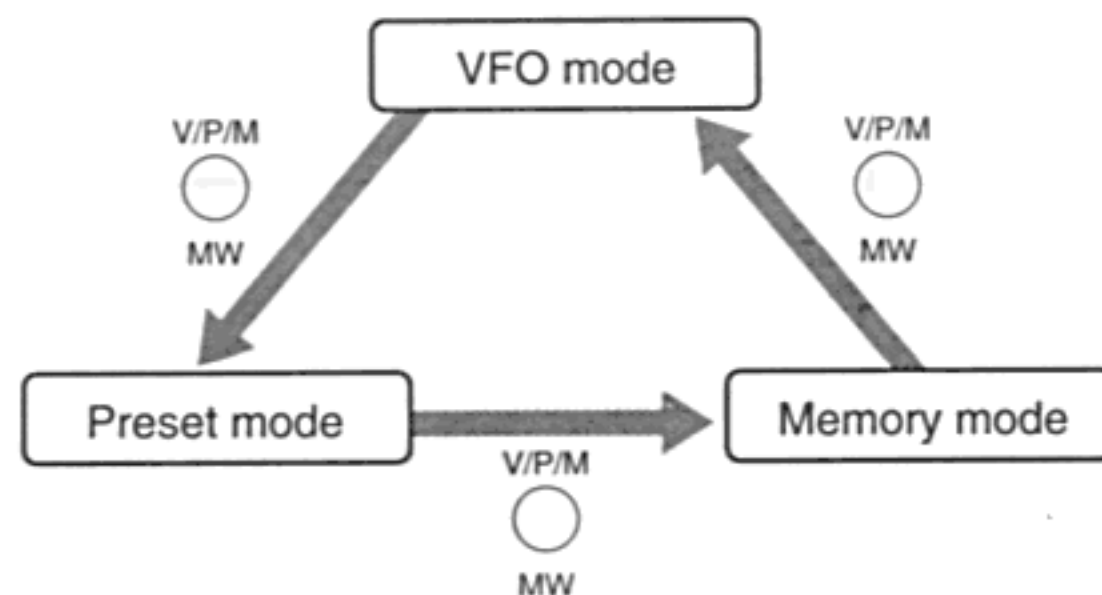 VFO mode
V/P/M
MW
V/P/M
MW
Preset mode
Memory mode
V/P/M
MW